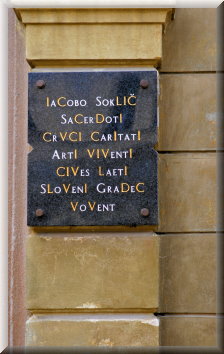 IaCobo SokLIČ
SaCerDotI
CrVCI CarItatI
ArtI VIVentI
CIVes LaetI
SLoVenI GraDeC
VoVent